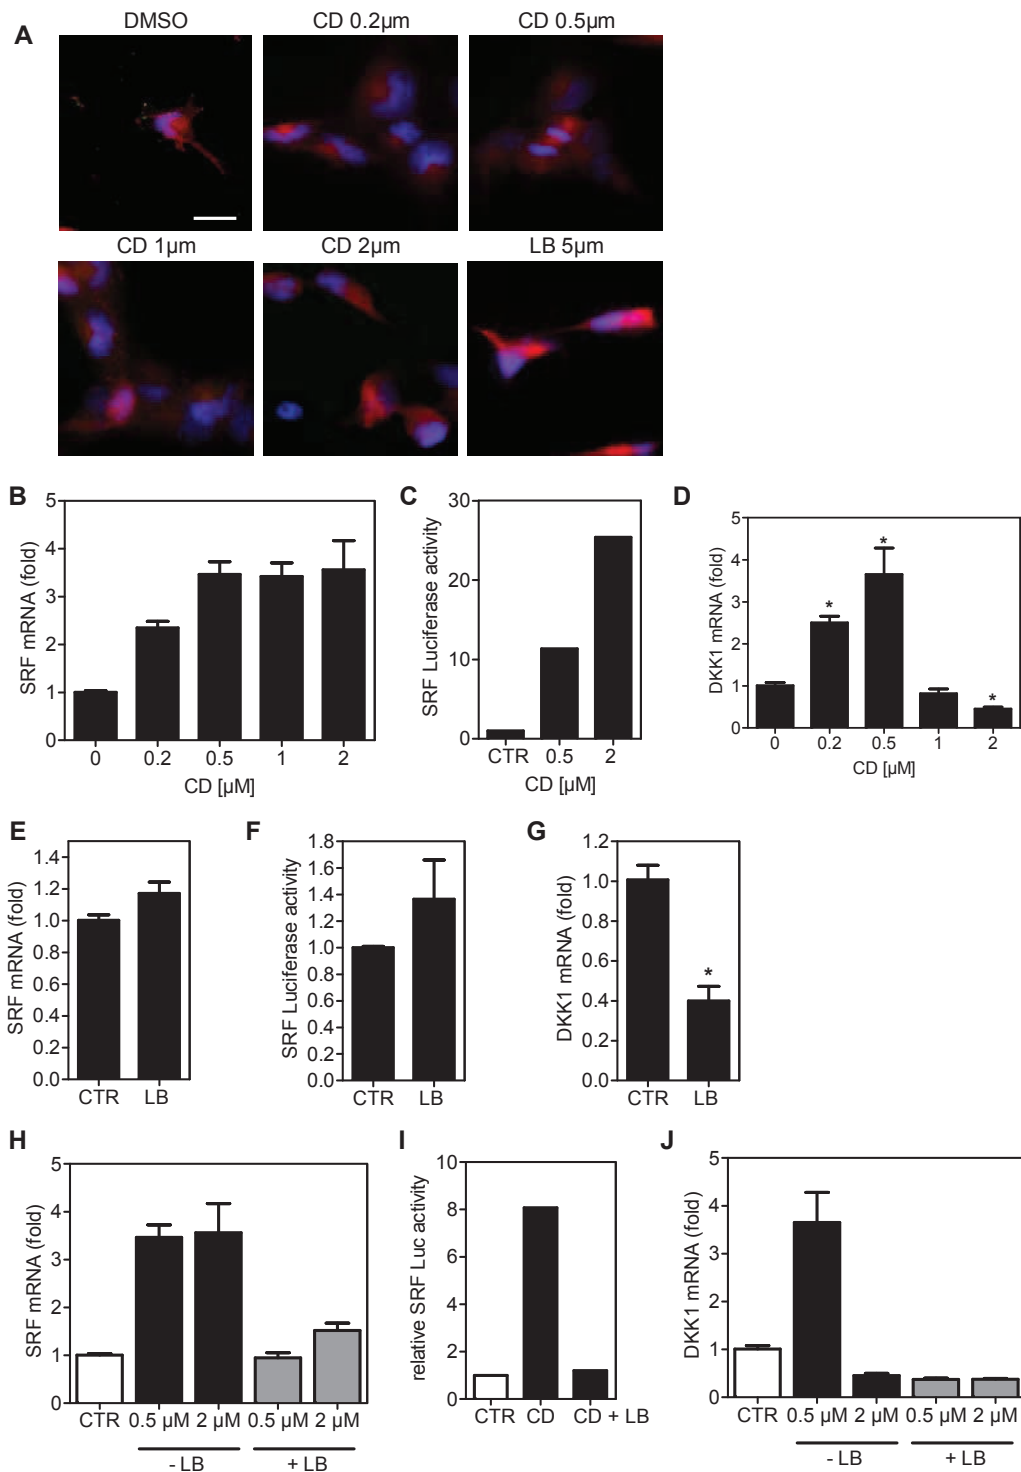 A
DMSO
CD 0.2µm
CD 0.5µm
CD 1µm
CD 2µm
LB 5µm
B
SRF mRNA (fold)
5
4
3
2
1
0
0 0.2 0.5 1 2
CD [µM]
C
SRF Luciferase activity
30
20
10
0
CTR 0.5 2
CD [µM]
D
DKK1 mRNA (fold)
5
4
3
2
1
0
* * *
0 0.2 0.5 1 2
CD [µM]
E
SRF mRNA (fold)
1.4
1.2
1.0
0.8
0.6
0.4
0.2
0.0
CTR LB
F
SRF Luciferase activity
1.8
1.6
1.4
1.2
1.0
0.8
0.6
0.4
0.2
0.0
CTR LB
G
DKK1 mRNA (fold)
1.2
1.0
0.8
0.6
0.4
0.2
0.0
*
CTR LB
H
SRF mRNA (fold)
5
4
3
2
1
0
CTR 0.5 µM 2 µM 0.5 µM 2 µM
- LB + LB
I
relative SRF Luc activity
10
8
6
4
2
0
CTR CD CD + LB
J
DKK1 mRNA (fold)
5
4
3
2
1
0
CTR 0.5 µM 2 µM 0.5 µM 2 µM
- LB + LB